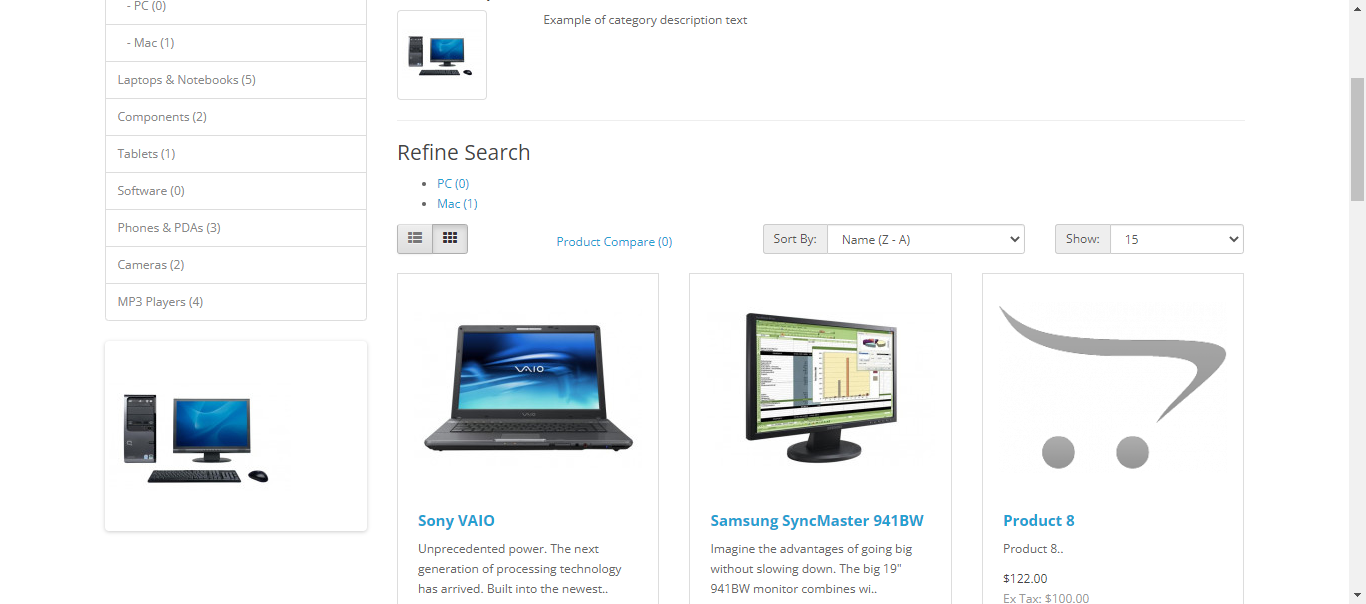 - PC (0)
- Mac (1)
Laptops & Notebooks (5)
Components (2)
Tablets (1)
Software (0)
Phones & PDAs (3)
Cameras (2)
MP3 Players (4)
Example of category description text
Refine Search
PC (0)
Mac (1)
Product Compare (0)
Sort By:
Name (Z - A)
Show:
15
VAIO
Sony VAIO
Unprecedented power. The next
generation of processing technology
has arrived. Built into the newest..
Samsung SyncMaster 941BW
Imagine the advantages of going big
without slowing down. The big 19"
941BW monitor combines wi..
Product 8
Product 8..
$122.00
Ex Tax: $100.00